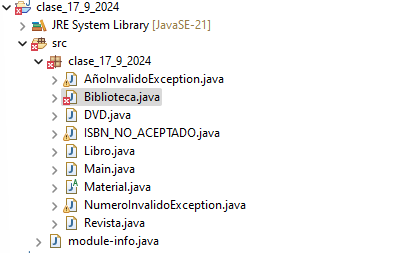 clase_17_9_2024
JRE System Library [JavaSE-21]
src
clase_17_9_2024
AñoInvalidoException.java
Biblioteca.java
DVD.java
ISBN_NO_ACEPTADO.java
Libro.java
Main.java
Material.java
NumeroInvalidoException.java
Revista.java
module-info.java